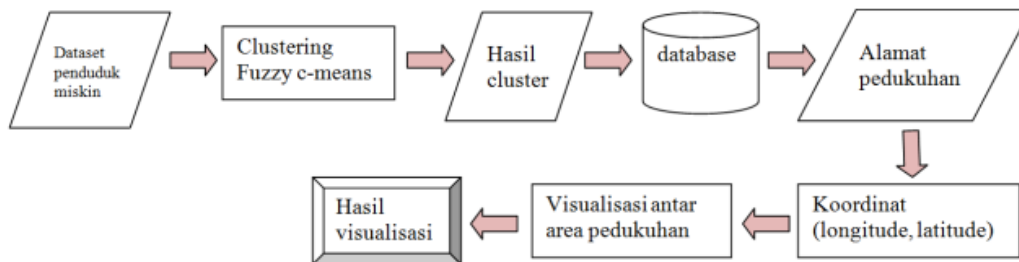 Dataset
penduduk
miskin
Clustering
Fuzzy c-means
Hasil
cluster
database
Alamat
pedukuhan
Koordinat
(longitude, latitude)
Visualisasi antar
area pedukuhan
Hasil
visualisasi